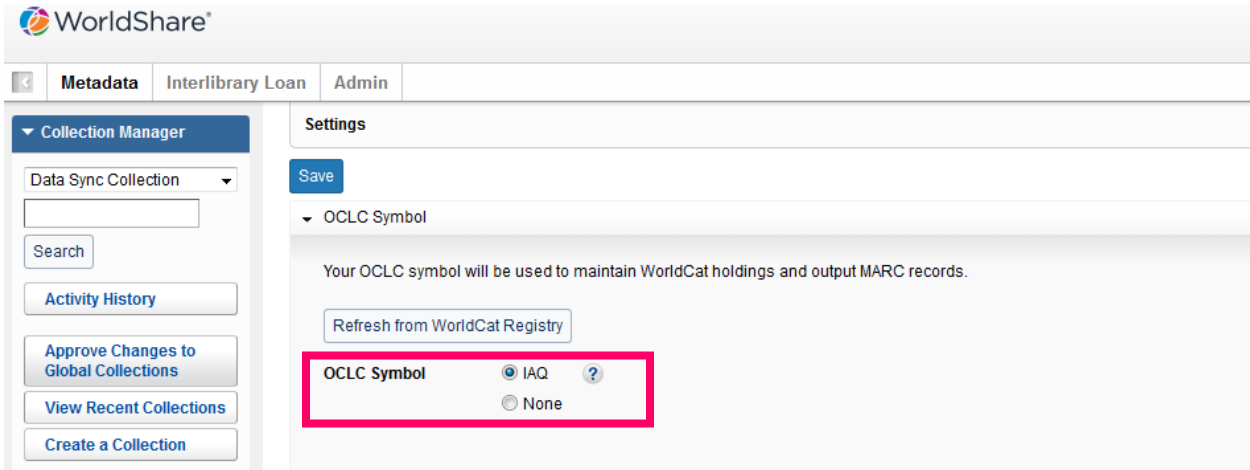 WorldShare®
Metadata
Interlibrary Loan
Admin
Collection Manager
Data Sync Collection
Search
Activity History
Approve Changes to
Global Collections
View Recent Collections
Create a Collection
Settings
Save
OCLC Symbol
Your OCLC symbol will be used to maintain WorldCat holdings and output MARC records.
Refresh from WorldCat Registry
OCLC Symbol IAQ ?
None